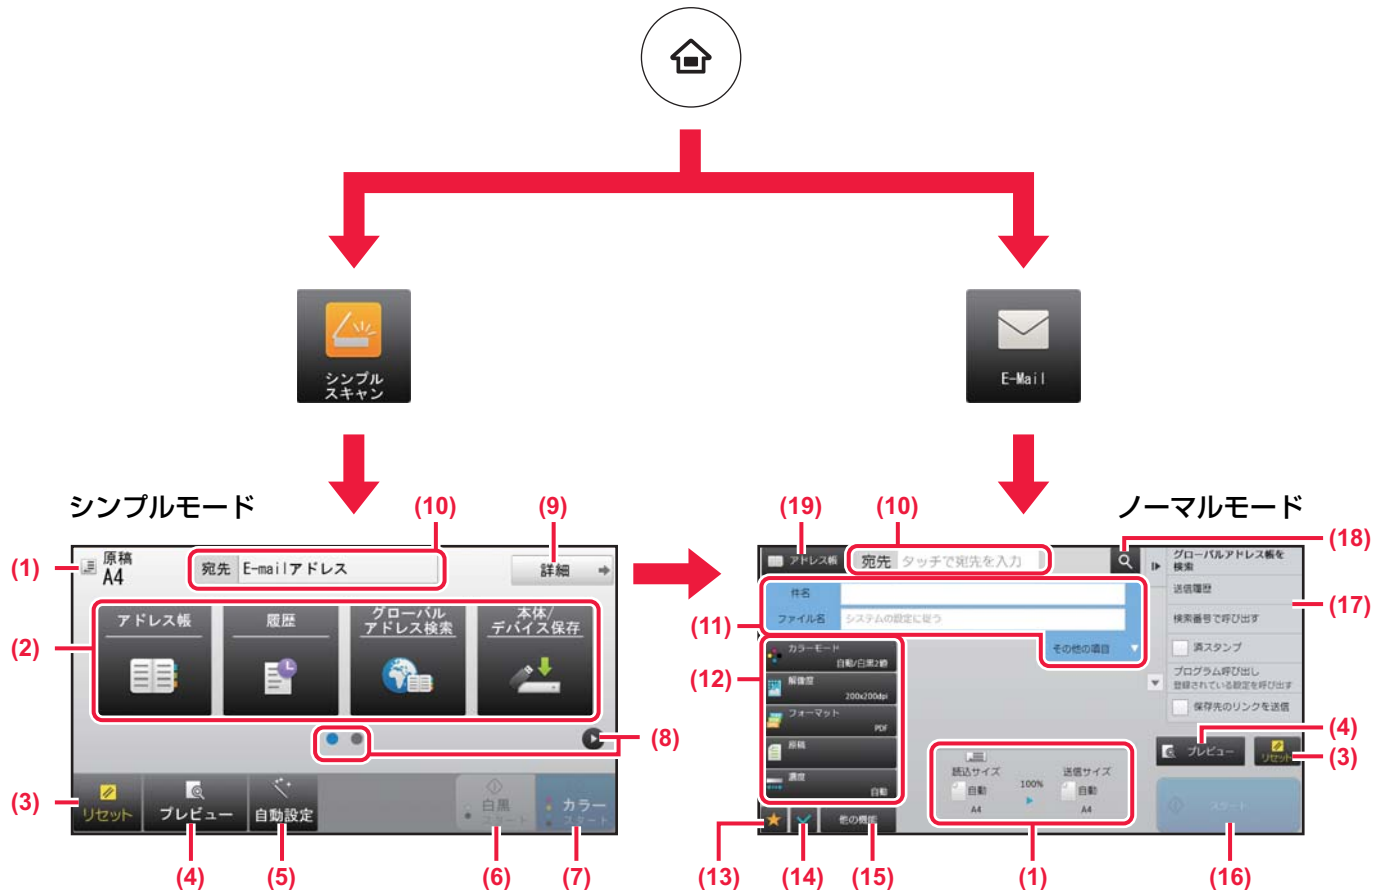 シンプル
スキャン
E-Mail
シンプルモード
ノーマルモード
(10)
(9)
(1)
原稿
A4
宛先 E-mailアドレス
詳細
(2)
アドレス帳
履歴
グローバル
アドレス検索
本体/
デバイス保存
(8)
(3)
リセット
プレビュー
自動設定
白黒
スタート
カラー
スタート
(4)
(5)
(6)
(7)
(19)
(10)
(18)
アドレス帳
宛先 タッチで宛先を入力
グローバルアドレス帳を
検索
件名
送信履歴
(17)
ファイル名 システムの設定に従う
検索番号で呼び出す
(11)
その他の項目
済スタンプ
(12)
カラーモード
自動/白黒2値
解像度
200x200dpi
フォーマット
PDF
原稿
濃度
自動
プログラム呼び出し
登録されている設定を呼び出す
保存先のリンクを送信
(4)
プレビュー
リセット
(3)
読込サイズ
自動
A4
100%
送信サイズ
自動
A4
スタート
他の機能
(13)
(14)
(15)
(1)
(16)